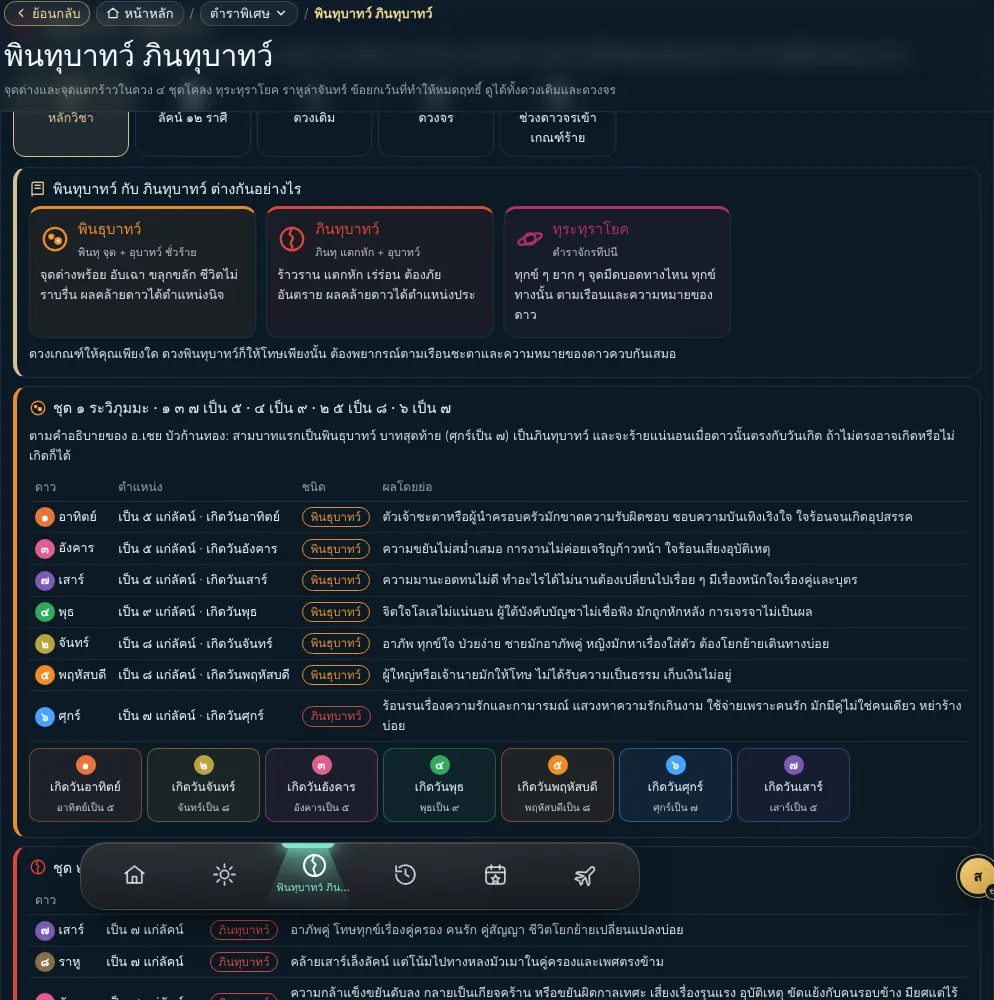 ย้อนกลับ หน้าหลัก / ตำราพิเศษ / พินทุบาทว์ ภินทุบาทว์
พินทุบาทว์ ภินทุบาทว์
จุดด่างและจุดแตกร้าวในดวง ๔ ชุดโคลง ทุระทุราโยค ราหูล่าจันทร์ ข้อยกเว้นที่ทำให้หมดฤทธิ์ ดูได้ทั้งดวงเดิมและดวงจร
หลักวิชา
ลัคน์ ๑๒ ราศี
ดวงเดิม
ดวงจร
ช่วงดาวจรเข้า
เกณฑ์ร้าย
พินทุบาทว์ กับ ภินทุบาทว์ ต่างกันอย่างไร
พินธุบาทว์
พินทุ จุด + อุบาทว์ ชั่วร้าย
จุดด่างพร้อย อับเฉา ขลุกขลัก ชีวิตไม่
ราบรื่น ผลคล้ายดาวได้ตำแหน่งนิจ
ภินทุบาทว์
ภินทุ แตกหัก + อุบาทว์
ร้าวราน แตกหัก เร่ร่อน ต้องภัย
อันตราย ผลคล้ายดาวได้ตำแหน่งประ
ทุระทุราโยค
ตำราจักรทีปนี
ทุกข์ ๆ ยาก ๆ จุดมืดบอดทางไหน ทุกข์
ทางนั้น ตามเรือนและความหมายของ
ดาว
ดวงเกณฑ์ให้คุณเพียงใด ดวงพินทุบาทว์ก็ให้โทษเพียงนั้น ต้องพยากรณ์ตามเรือนชะตาและความหมายของดาวควบกันเสมอ
ชุด ๑ ระวิภุมมะ · ๑ ๓ ๗ เป็น ๕ · ๔ เป็น ๙ · ๒ ๕ เป็น ๘ · ๖ เป็น ๗
ตามคำอธิบายของ อ.เชย บัวก้านทอง: สามบาทแรกเป็นพินธุบาทว์ บาทสุดท้าย (ศุกร์เป็น ๗) เป็นภินทุบาทว์ และจะร้ายแน่นอนเมื่อดาวนั้นตรงกับวันเกิด ถ้าไม่ตรงอาจเกิดหรือไม่
เกิดก็ได้
ดาว ตำแหน่ง ชนิด ผลโดยย่อ
๑ อาทิตย์ เป็น ๕ แก่ลัคน์ · เกิดวันอาทิตย์ พินธุบาทว์ ตัวเจ้าชะตาหรือผู้นำครอบครัวมักขาดความรับผิดชอบ ชอบความบันเทิงเริงใจ ใจร้อนจนเกิดอุปสรรค
๓ อังคาร เป็น ๕ แก่ลัคน์ · เกิดวันอังคาร พินธุบาทว์ ความขยันไม่สม่ำเสมอ การงานไม่ค่อยเจริญก้าวหน้า ใจร้อนเสี่ยงอุบัติเหตุ
๗ เสาร์ เป็น ๕ แก่ลัคน์ · เกิดวันเสาร์ พินธุบาทว์ ความมานะอดทนไม่ดี ทำอะไรได้ไม่นานต้องเปลี่ยนไปเรื่อย ๆ มีเรื่องหนักใจเรื่องคู่และบุตร
๔ พุธ เป็น ๙ แก่ลัคน์ · เกิดวันพุธ พินธุบาทว์ จิตใจโลเลไม่แน่นอน ผู้ใต้บังคับบัญชาไม่เชื่อฟัง มักถูกหักหลัง การเจรจาไม่เป็นผล
๒ จันทร์ เป็น ๘ แก่ลัคน์ · เกิดวันจันทร์ พินธุบาทว์ อาภัพ ทุกข์ใจ ป่วยง่าย ชายมักอาภัพคู่ หญิงมักหาเรื่องใส่ตัว ต้องโยกย้ายเดินทางบ่อย
๕ พฤหัสบดี เป็น ๘ แก่ลัคน์ · เกิดวันพฤหัสบดี พินธุบาทว์ ผู้ใหญ่หรือเจ้านายมักให้โทษ ไม่ได้รับความเป็นธรรม เก็บเงินไม่อยู่
๖ ศุกร์ เป็น ๗ แก่ลัคน์ · เกิดวันศุกร์ ภินทุบาทว์ ร้อนรนเรื่องความรักและกามารมณ์ แสวงหาความรักเกินงาม ใช้จ่ายเพราะคนรัก มักมีคู่ไม่ใช่คนเดียว หย่าร้าง
บ่อย
๑
เกิดวันอาทิตย์
อาทิตย์เป็น ๕
๒
เกิดวันจันทร์
จันทร์เป็น ๘
๓
เกิดวันอังคาร
อังคารเป็น ๕
๔
เกิดวันพุธ
พุธเป็น ๙
๕
เกิดวันพฤหัสบดี
พฤหัสบดีเป็น ๘
๖
เกิดวันศุกร์
ศุกร์เป็น ๗
๗
เกิดวันเสาร์
เสาร์เป็น ๕
ชุด
พินทุบาทว์ ภิน...
ส
ดาว
๗ เสาร์ เป็น ๗ แก่ลัคน์ ภินทุบาทว์ อาภัพคู่ โทษทุกข์เรื่องคู่ครอง คนรัก คู่สัญญา ชีวิตโยกย้ายเปลี่ยนแปลงบ่อย
๘ ราหู เป็น ๗ แก่ลัคน์ ภินทุบาทว์ คล้ายเสาร์เล็งลัคน์ แต่โน้มไปทางหลงมัวเมาในคู่ครองและเพศตรงข้าม
ความกล้าแข็งขยันดับลง กลายเป็นเกียจคร้าน หรือขยันผิดกาลเทศะ เสี่ยงเรื่องรุนแรง อุบัติเหตุ ขัดแย้งกับคนรอบข้าง มียศแต่ไร้